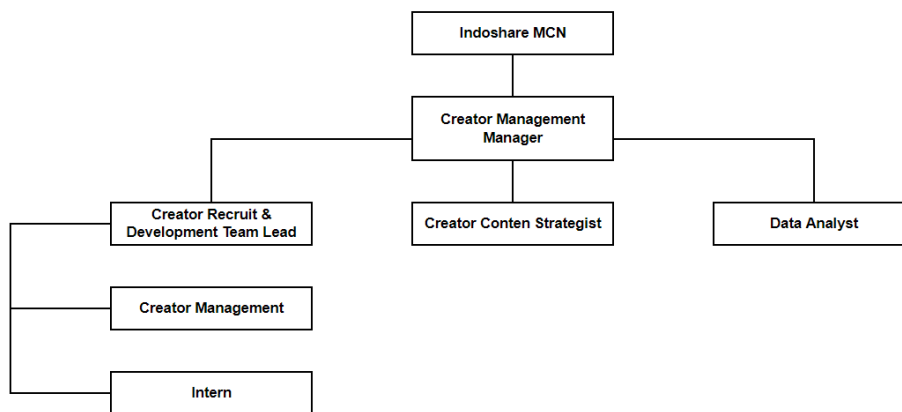 Indoshare MCN
Creator Management
Manager
Creator Recruit &
Development Team Lead
Creator Conten Strategist
Data Analyst
Creator Management
Intern